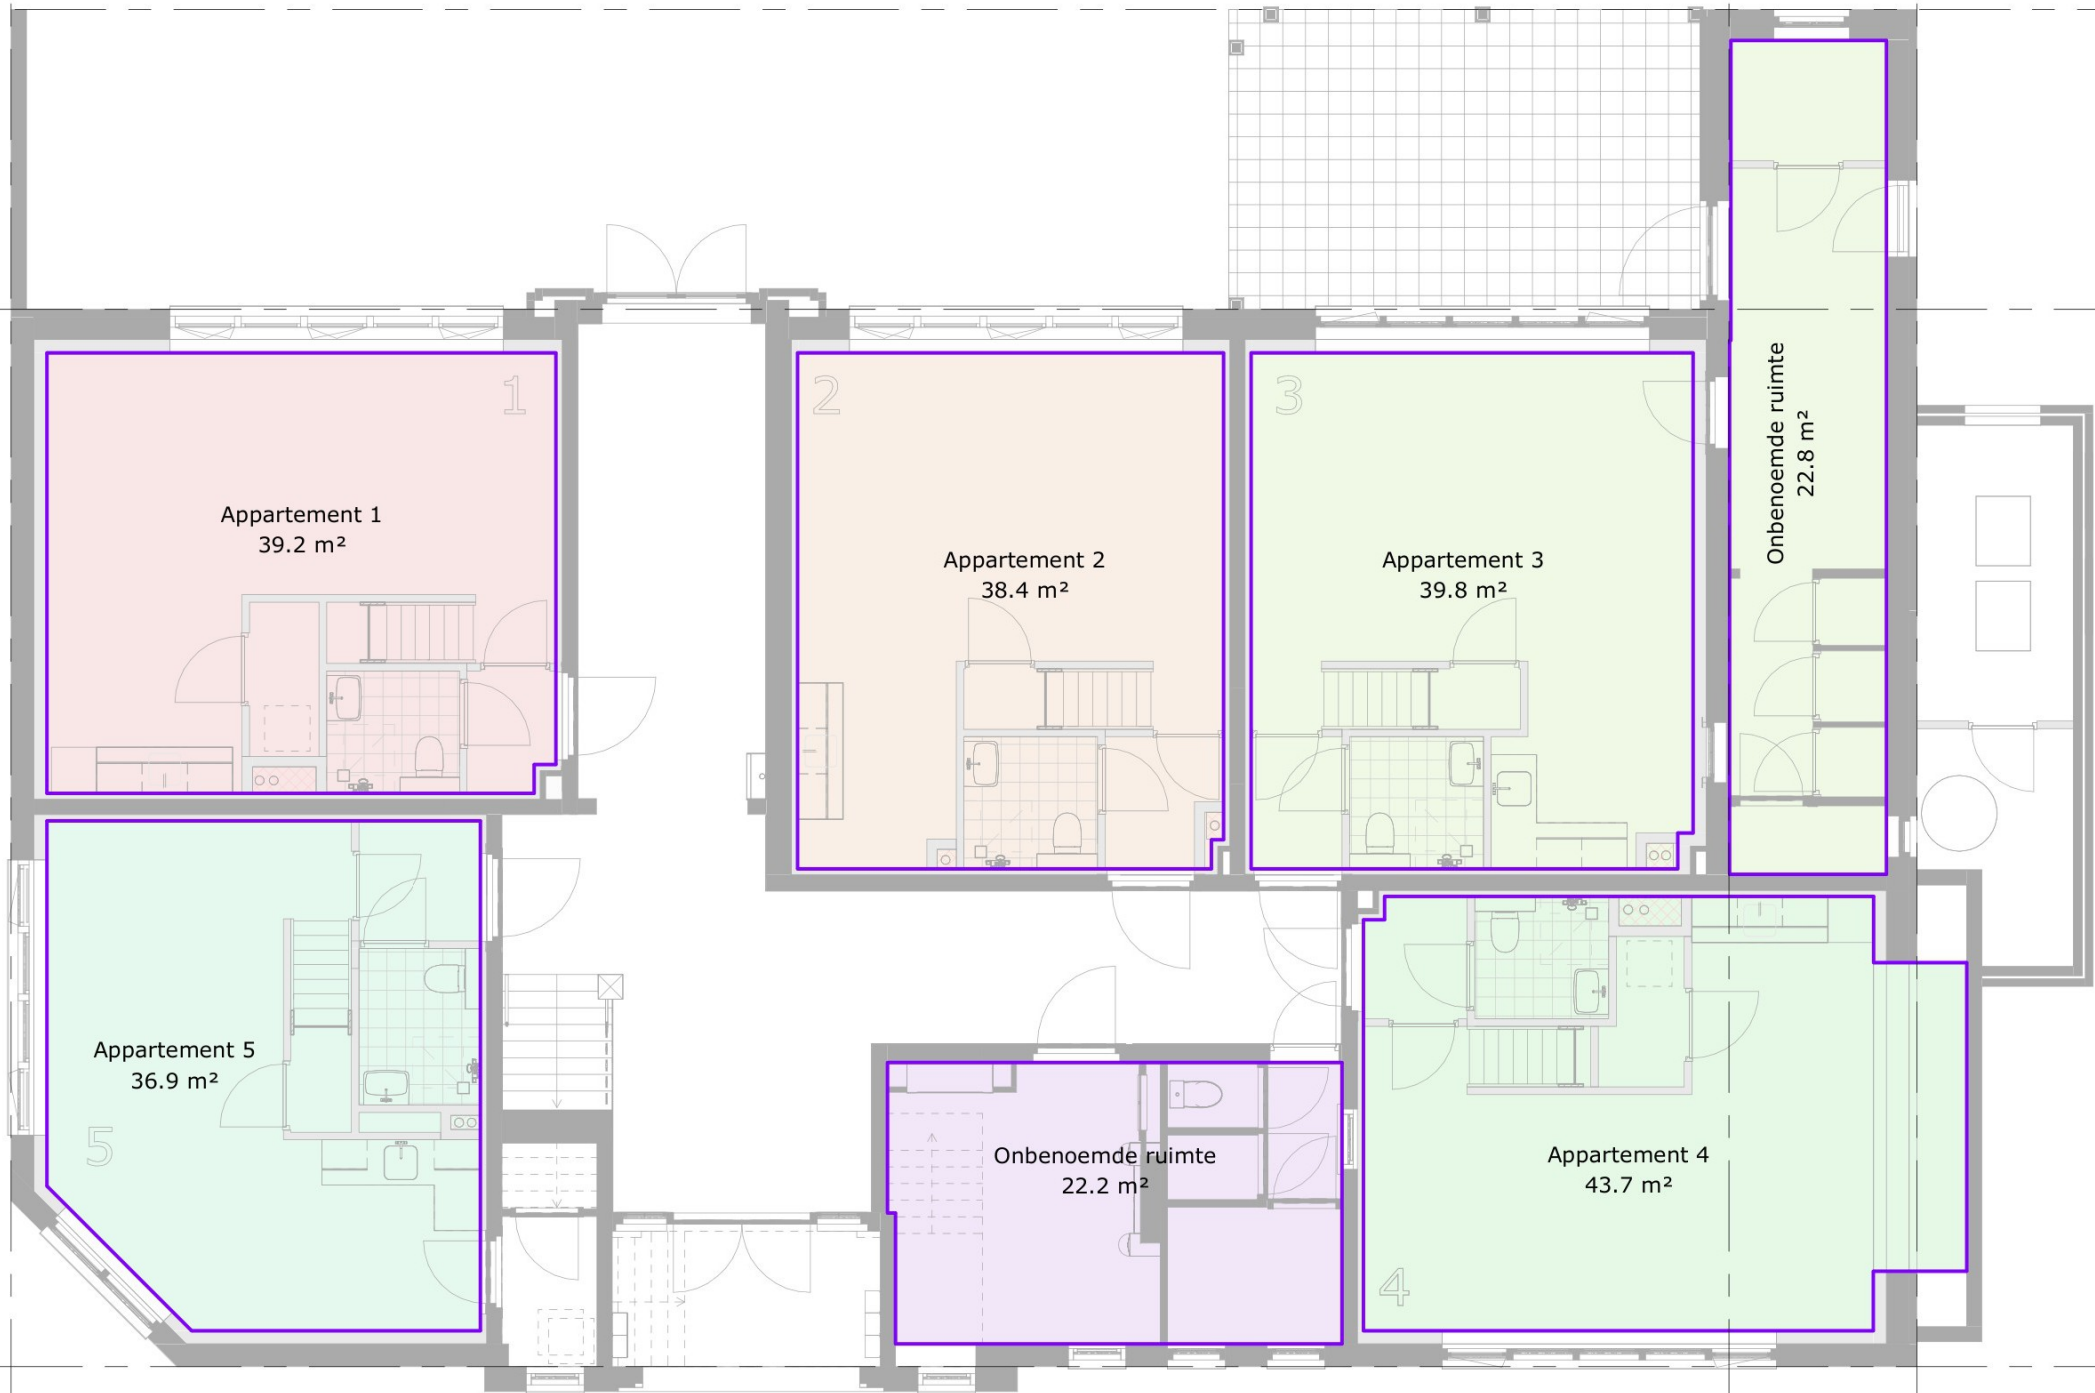 1
Appartement 1
39.2 m²
2
Appartement 2
38.4 m²
3
Appartement 3
39.8 m²
Onbenoemde ruimte
22.8 m²
Appartement 5
36.9 m²
5
Onbenoemde ruimte
22.2 m²
Appartement 4
43.7 m²
4